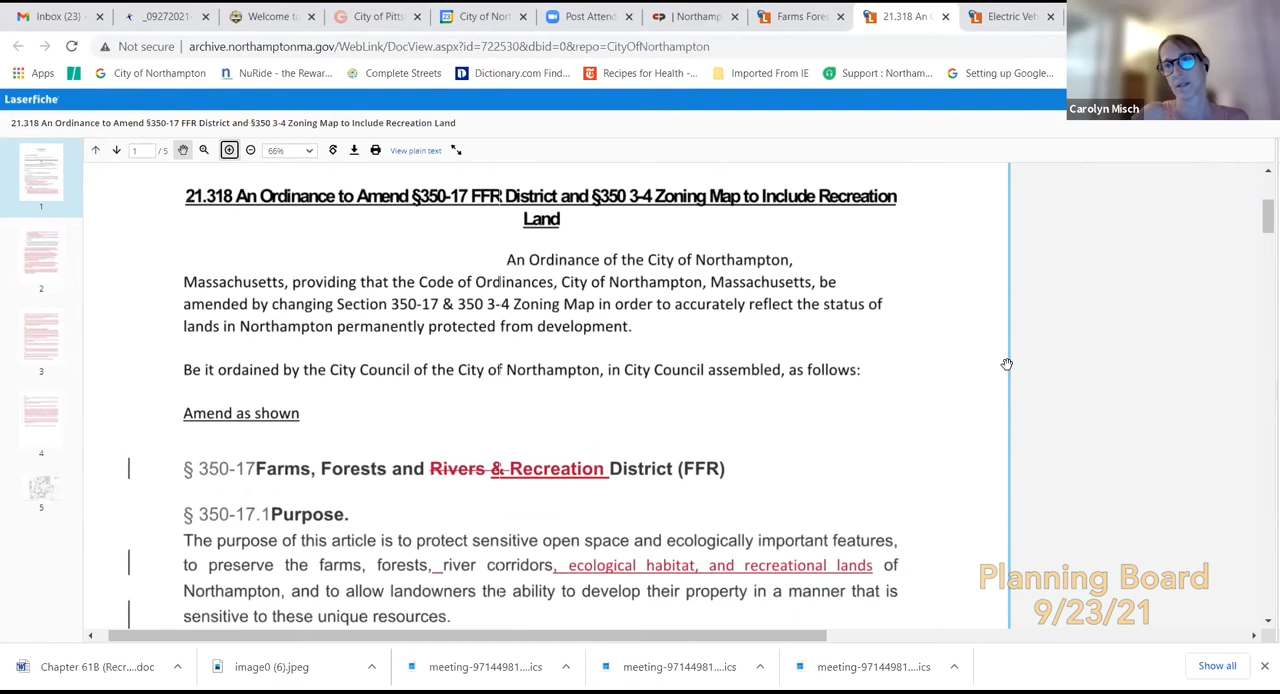 Inbox (23)
_09272021-
Welcome to
City of Pitts
City of Nort
Post Attend
| Northamp
Farms Fores
21.318 An O
Electric Veh
Not secure | archive.northamptonma.gov/WebLink/DocView.aspx?id=722530&dbid=0&repo=CityOfNorthampton
Apps
City of Northampton
NuRide - the Rewar...
Complete Streets
Dictionary.com Find...
Recipes for Health -...
Imported From IE
Support : Northam...
Setting up Google...
Carolyn Misch
Laserfiche
21.318 An Ordinance to Amend §350-17 FFR District and §350 3-4 Zoning Map to Include Recreation Land
1 / 5
66%
View plain text
1
2
3
4
5
21.318 An Ordinance to Amend §350-17 FFR District and §350 3-4 Zoning Map to Include Recreation
Land
An Ordinance of the City of Northampton,
Massachusetts, providing that the Code of Ordinances, City of Northampton, Massachusetts, be
amended by changing Section 350-17 & 350 3-4 Zoning Map in order to accurately reflect the status of
lands in Northampton permanently protected from development.
Be it ordained by the City Council of the City of Northampton, in City Council assembled, as follows:
Amend as shown
§ 350-17Farms, Forests and Rivers & Recreation District (FFR)
§ 350-17.1Purpose.
The purpose of this article is to protect sensitive open space and ecologically important features,
to preserve the farms, forests, river corridors, ecological habitat, and recreational lands of
Northampton, and to allow landowners the ability to develop their property in a manner that is
sensitive to these unique resources.
Planning Board
9/23/21
Chapter 61B (Recr....doc
image0 (6).jpeg
meeting-97144981....ics
meeting-97144981....ics
meeting-97144981....ics
Show all